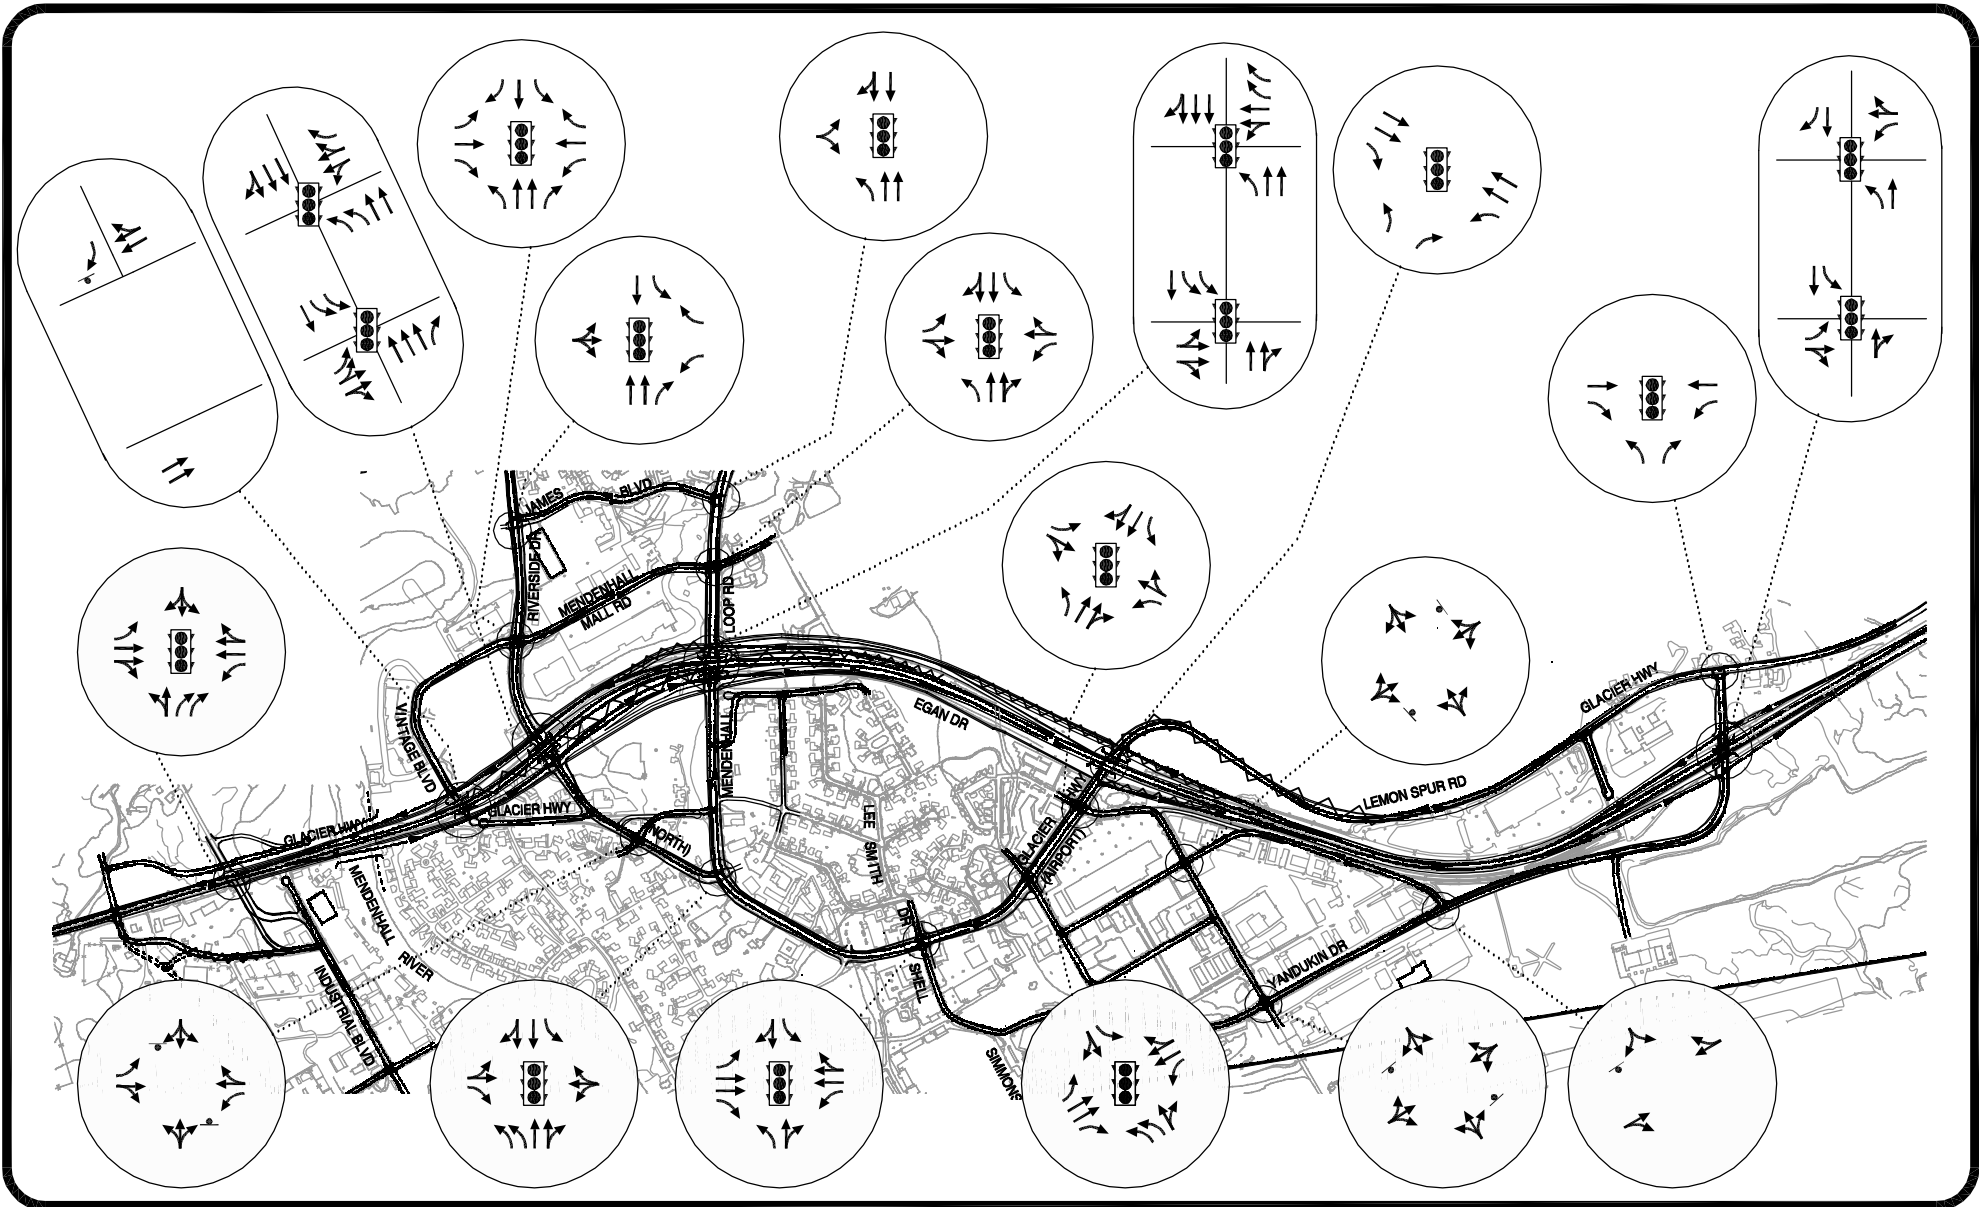 JAMES BLVD
RIVERSIDE DR
MENDENHALL
MALL RD
LOOP RD
VINTAGE BLVD
EGAN DR
GLACIER HWY
MENDENHALL
LEE SMITH
DR
GLACIER HWY
(AIRPORT)
LEMON SPUR RD
GLACIER HWY
GLACIER HWY
(NORTH)
MENDENHALL
RIVER
INDUSTRIAL BLVD
SHELL
SIMMONS
YANDUKIN DR